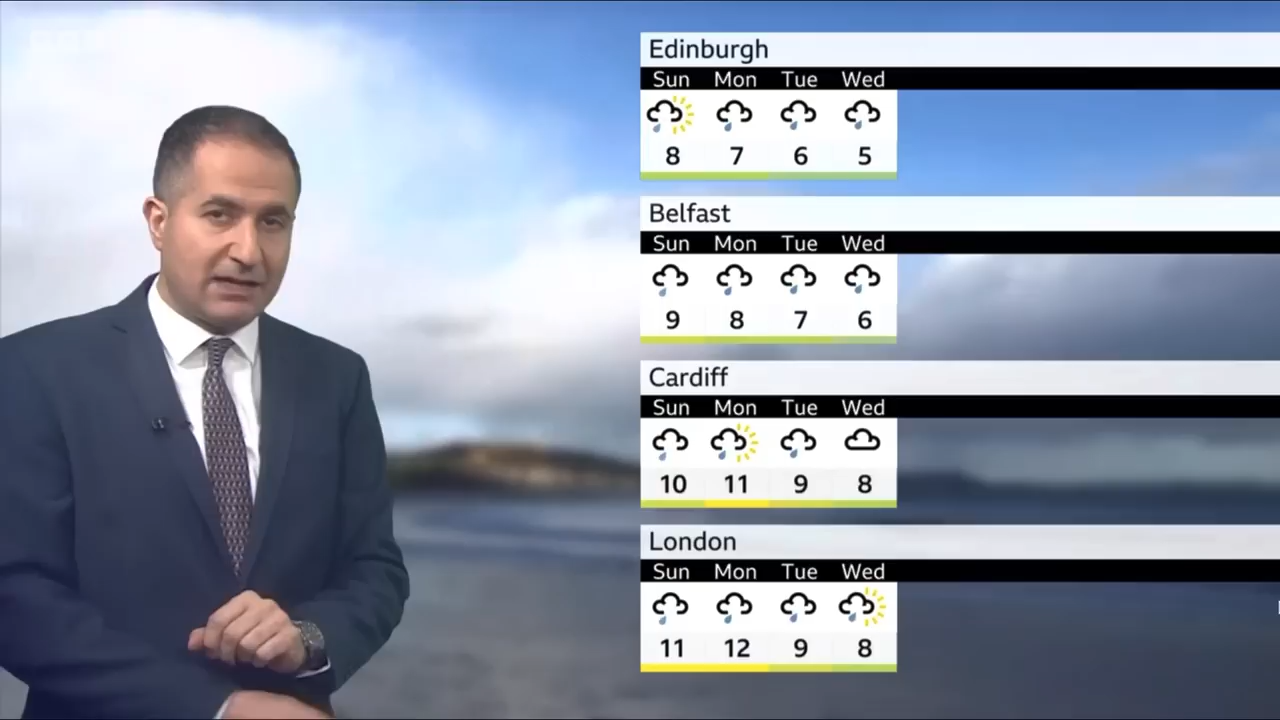 Edinburgh
Sun Mon Tue Wed
8 7 6 5
Belfast
Sun Mon Tue Wed
9 8 7 6
Cardiff
Sun Mon Tue Wed
10 11 9 8
London
Sun Mon Tue Wed
11 12 9 8